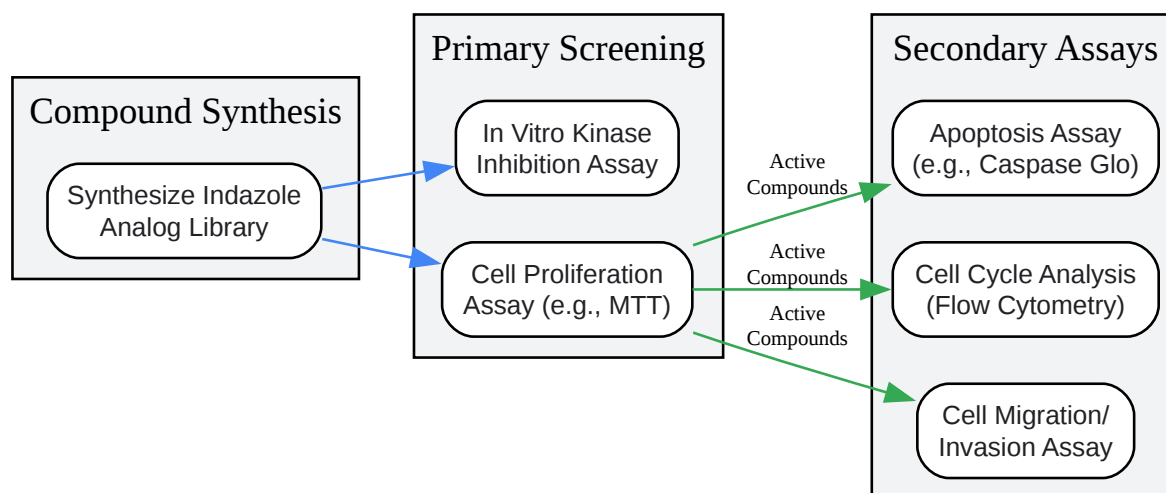 Compound Synthesis
Synthesize Indazole
Analog Library
Primary Screening
In Vitro Kinase
Inhibition Assay
Cell Proliferation
Assay (e.g., MTT)
Active
Compounds
Active
Compounds
Active
Compounds
Secondary Assays
Apoptosis Assay
(e.g., Caspase Glo)
Cell Cycle Analysis
(Flow Cytometry)
Cell Migration/
Invasion Assay